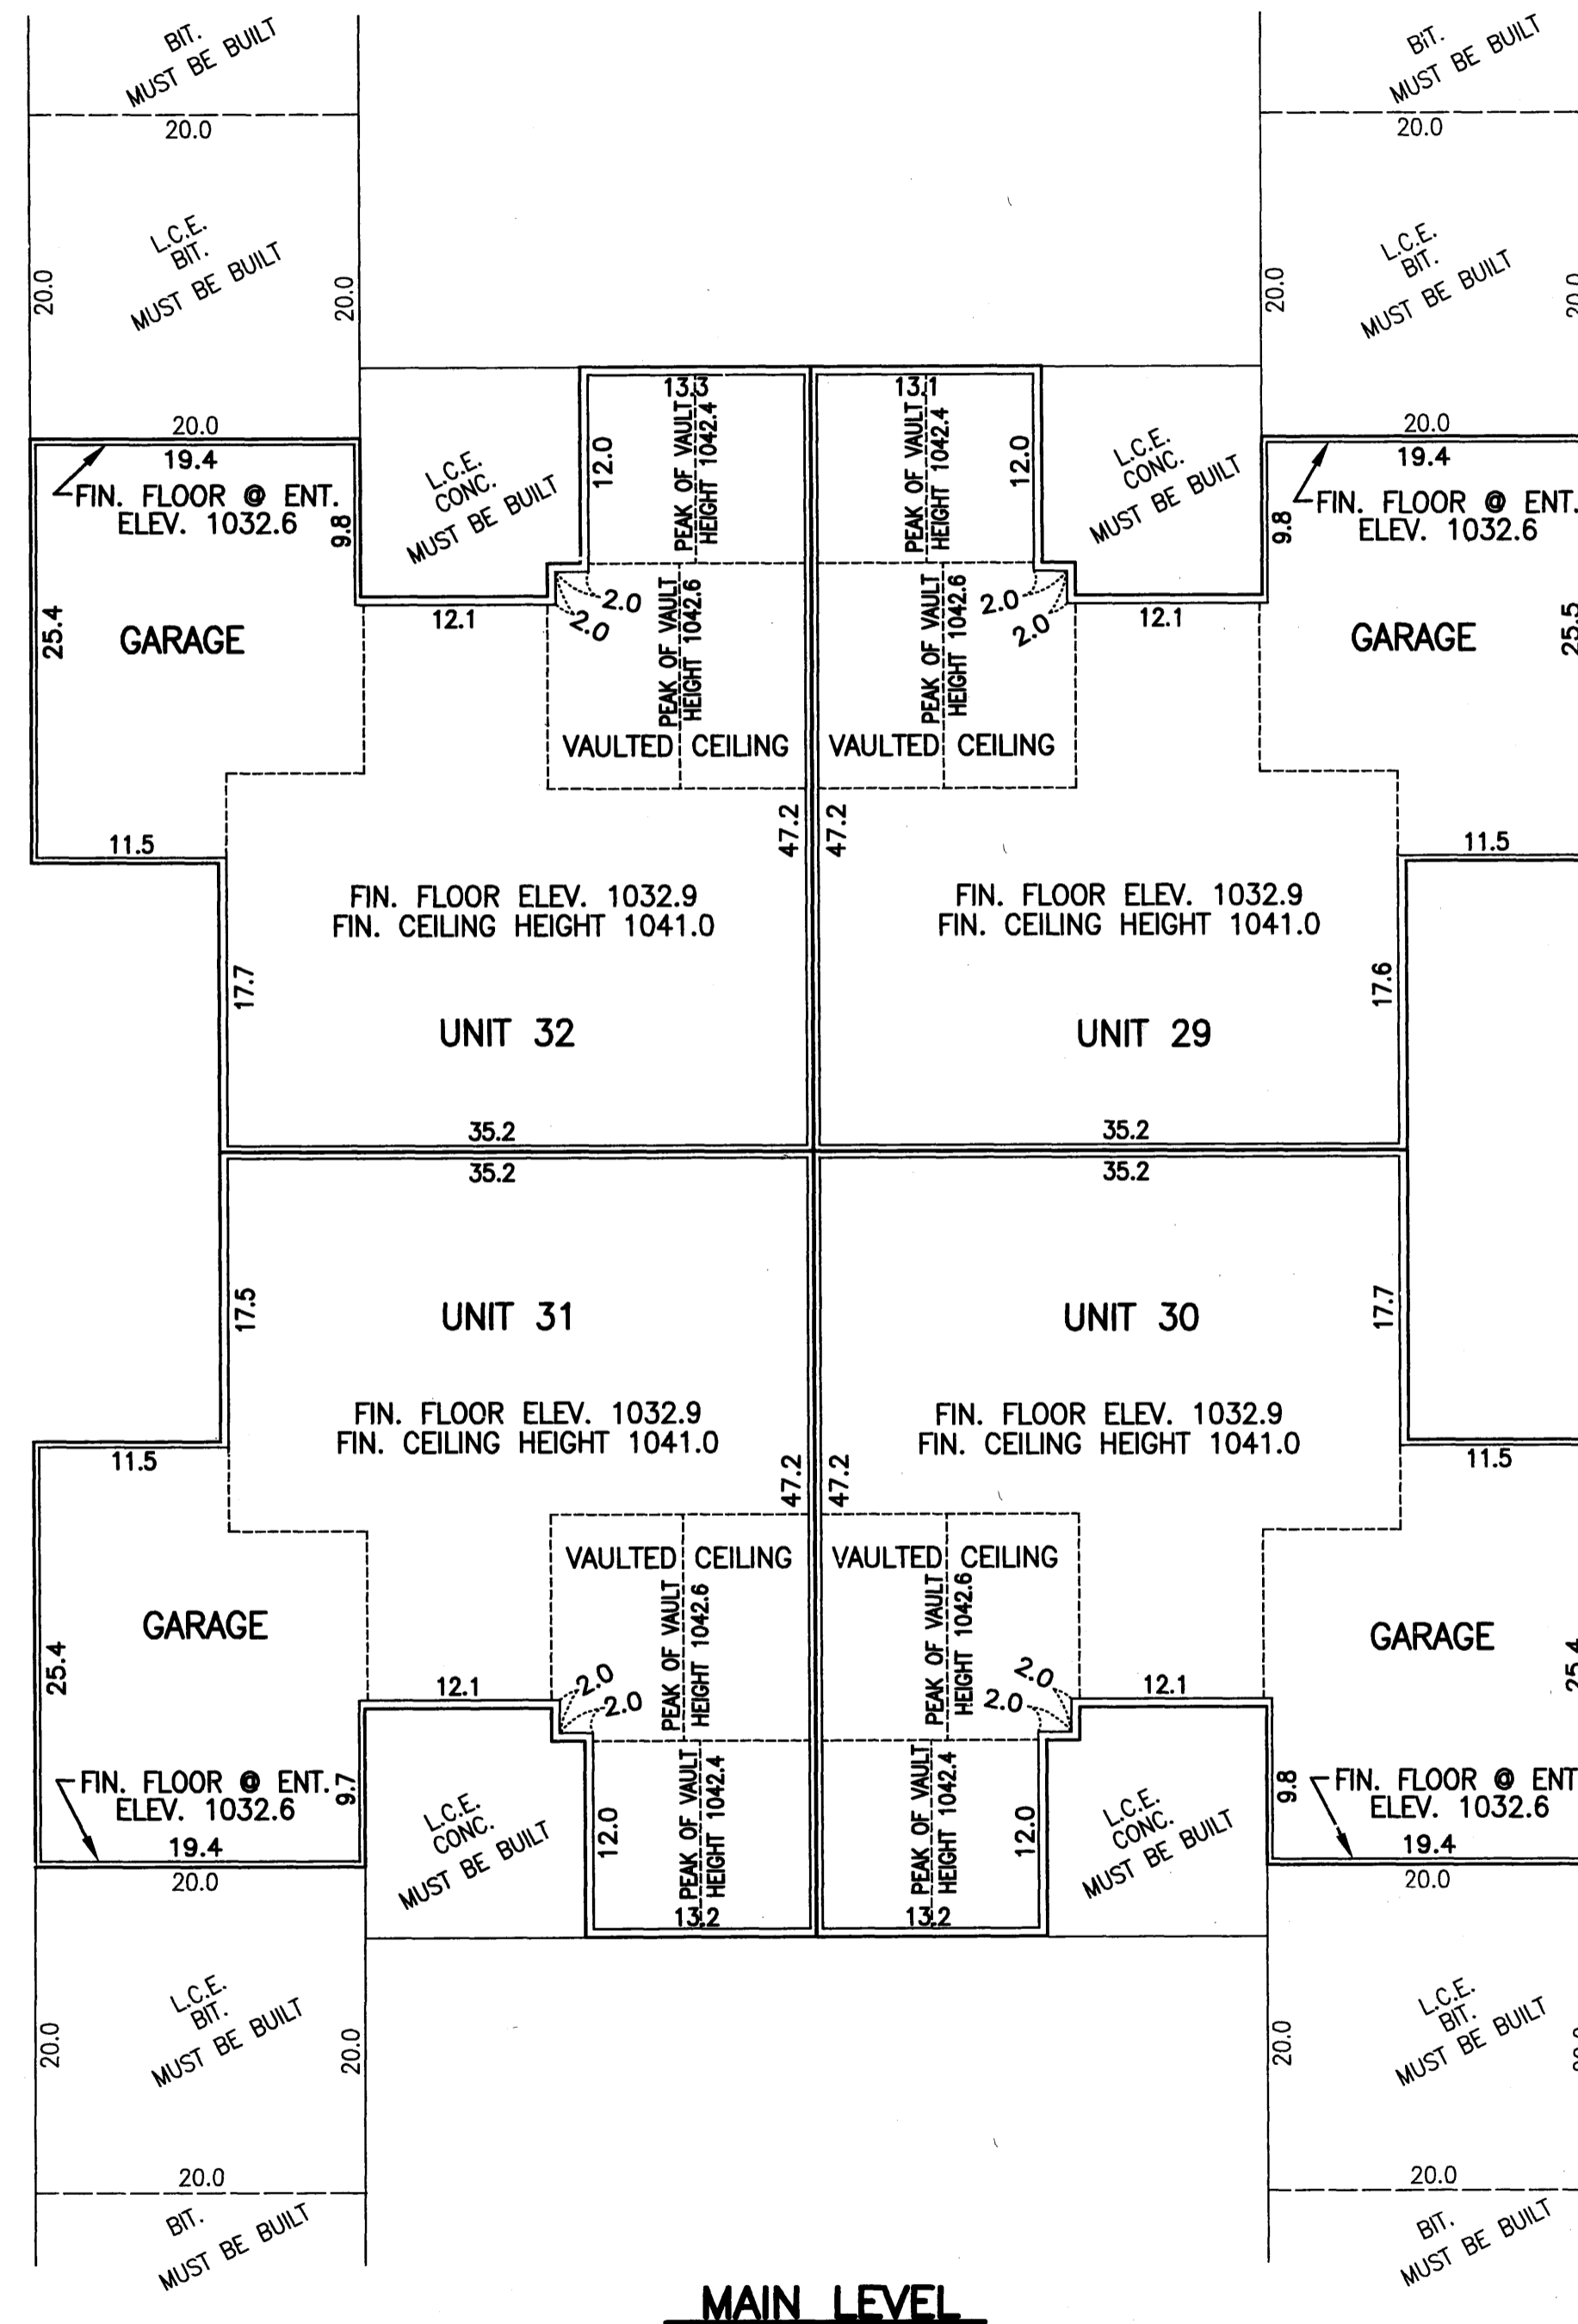 BIT.
MUST BE BUILT
BIT.
MUST BE BUILT
20.0
20.0
L.C.E.
BIT.
MUST BE BUILT
L.C.E.
BIT.
MUST BE BUILT
20.0
20.0
20.0
20.0
20.0
19.4
FIN. FLOOR @ ENT.
ELEV. 1032.6
9.8
L.C.E.
CONC.
MUST BE BUILT
13.3
12.0
PEAK OF VAULT
HEIGHT 1042.4
13.1
PEAK OF VAULT
HEIGHT 1042.4
12.0
L.C.E.
CONC.
MUST BE BUILT
20.0
19.4
FIN. FLOOR @ ENT.
ELEV. 1032.6
9.8
25.4
GARAGE
12.1
2.0
2.0
PEAK OF VAULT
HEIGHT 1042.6
VAULTED CEILING
PEAK OF VAULT
HEIGHT 1042.6
VAULTED CEILING
2.0
2.0
12.1
GARAGE
25.5
11.5
47.2
47.2
11.5
FIN. FLOOR ELEV. 1032.9
FIN. CEILING HEIGHT 1041.0
FIN. FLOOR ELEV. 1032.9
FIN. CEILING HEIGHT 1041.0
17.7
17.6
UNIT 32
UNIT 29
35.2
35.2
35.2
35.2
17.5
UNIT 31
UNIT 30
17.7
FIN. FLOOR ELEV. 1032.9
FIN. CEILING HEIGHT 1041.0
FIN. FLOOR ELEV. 1032.9
FIN. CEILING HEIGHT 1041.0
11.5
47.2
47.2
11.5
VAULTED CEILING
VAULTED CEILING
PEAK OF VAULT
HEIGHT 1042.6
PEAK OF VAULT
HEIGHT 1042.6
GARAGE
25.4
12.1
2.0
2.0
2.0
2.0
12.1
GARAGE
25.4
FIN. FLOOR @ ENT.
ELEV. 1032.6
9.7
19.4
20.0
L.C.E.
CONC.
MUST BE BUILT
12.0
PEAK OF VAULT
HEIGHT 1042.4
13.2
PEAK OF VAULT
HEIGHT 1042.4
13.2
12.0
L.C.E.
CONC.
MUST BE BUILT
9.8
FIN. FLOOR @ ENT
ELEV. 1032.6
19.4
20.0
L.C.E.
BIT.
MUST BE BUILT
L.C.E.
BIT.
MUST BE BUILT
20.0
20.0
20.0
20.0
20.0
BIT.
MUST BE BUILT
BIT.
MUST BE BUILT
MAIN LEVEL